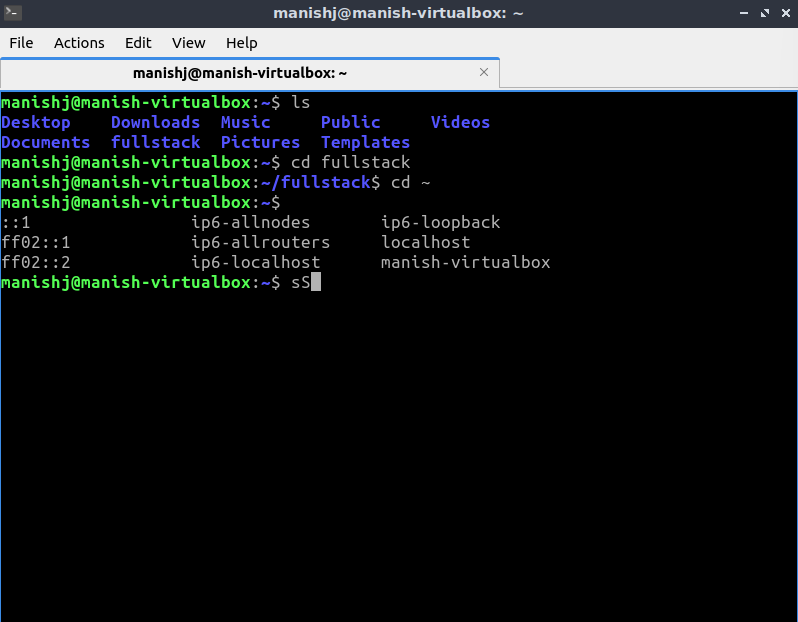 manishj@manish-virtualbox: ~
File Actions Edit View Help
manishj@manish-virtualbox: ~
manishj@manish-virtualbox:~$ ls
Desktop Downloads Music Public Videos
Documents fullstack Pictures Templates
manishj@manish-virtualbox:~$ cd fullstack
manishj@manish-virtualbox:~/fullstack$ cd ~
manishj@manish-virtualbox:~$
::1 ip6-allnodes ip6-loopback
ff02::1 ip6-allrouters localhost
ff02::2 ip6-localhost manish-virtualbox
manishj@manish-virtualbox:~$ sS